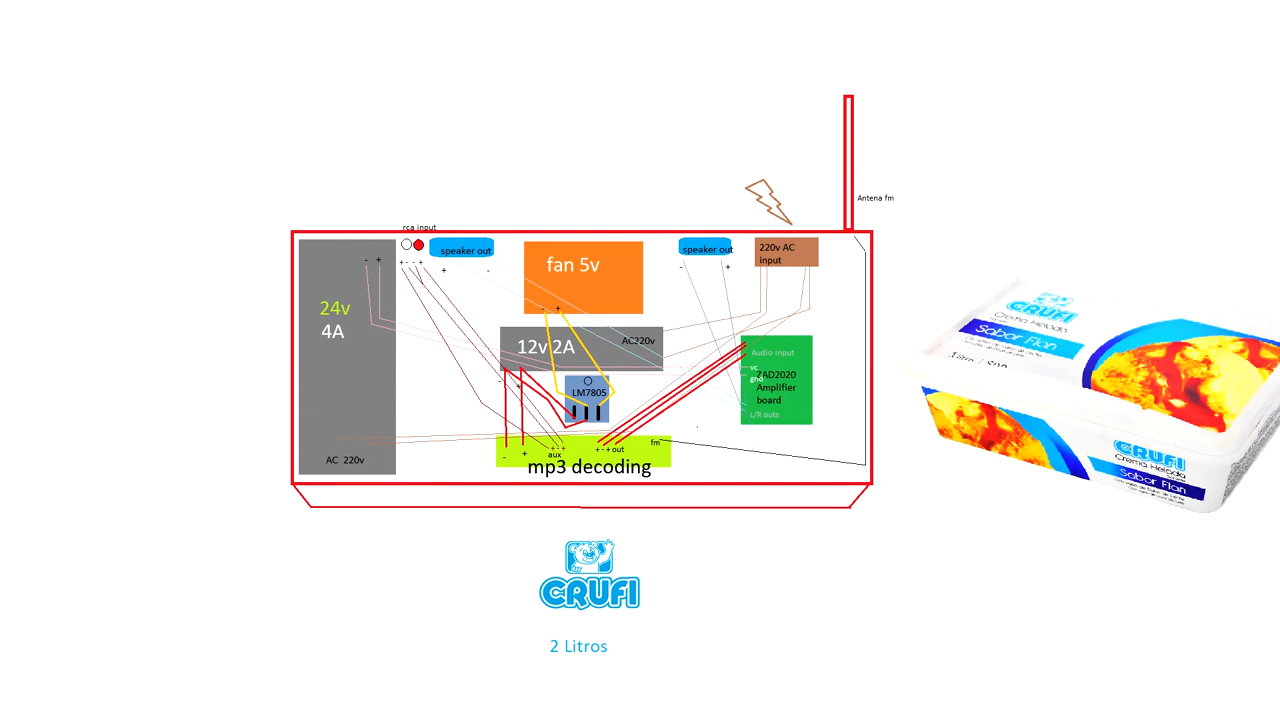 Antena fm
rca input
speaker out
speaker out
220v AC
input
- +
+ - - +
+
-
fan 5v
-
+
- +
24v
4A
12v 2A
AC220v
LM7805
Audio input
vc
gnd
ZAD2020
Amplifier
board
L/R outs
- +
AC 220v
- +
+ - +
aux
+ - + out
fm
mp3 decoding
CRUFI
2 Litros
CRUFI
Crema Helada
Sabor Flan
CRUFI
Crema Helada
Sabor Flan